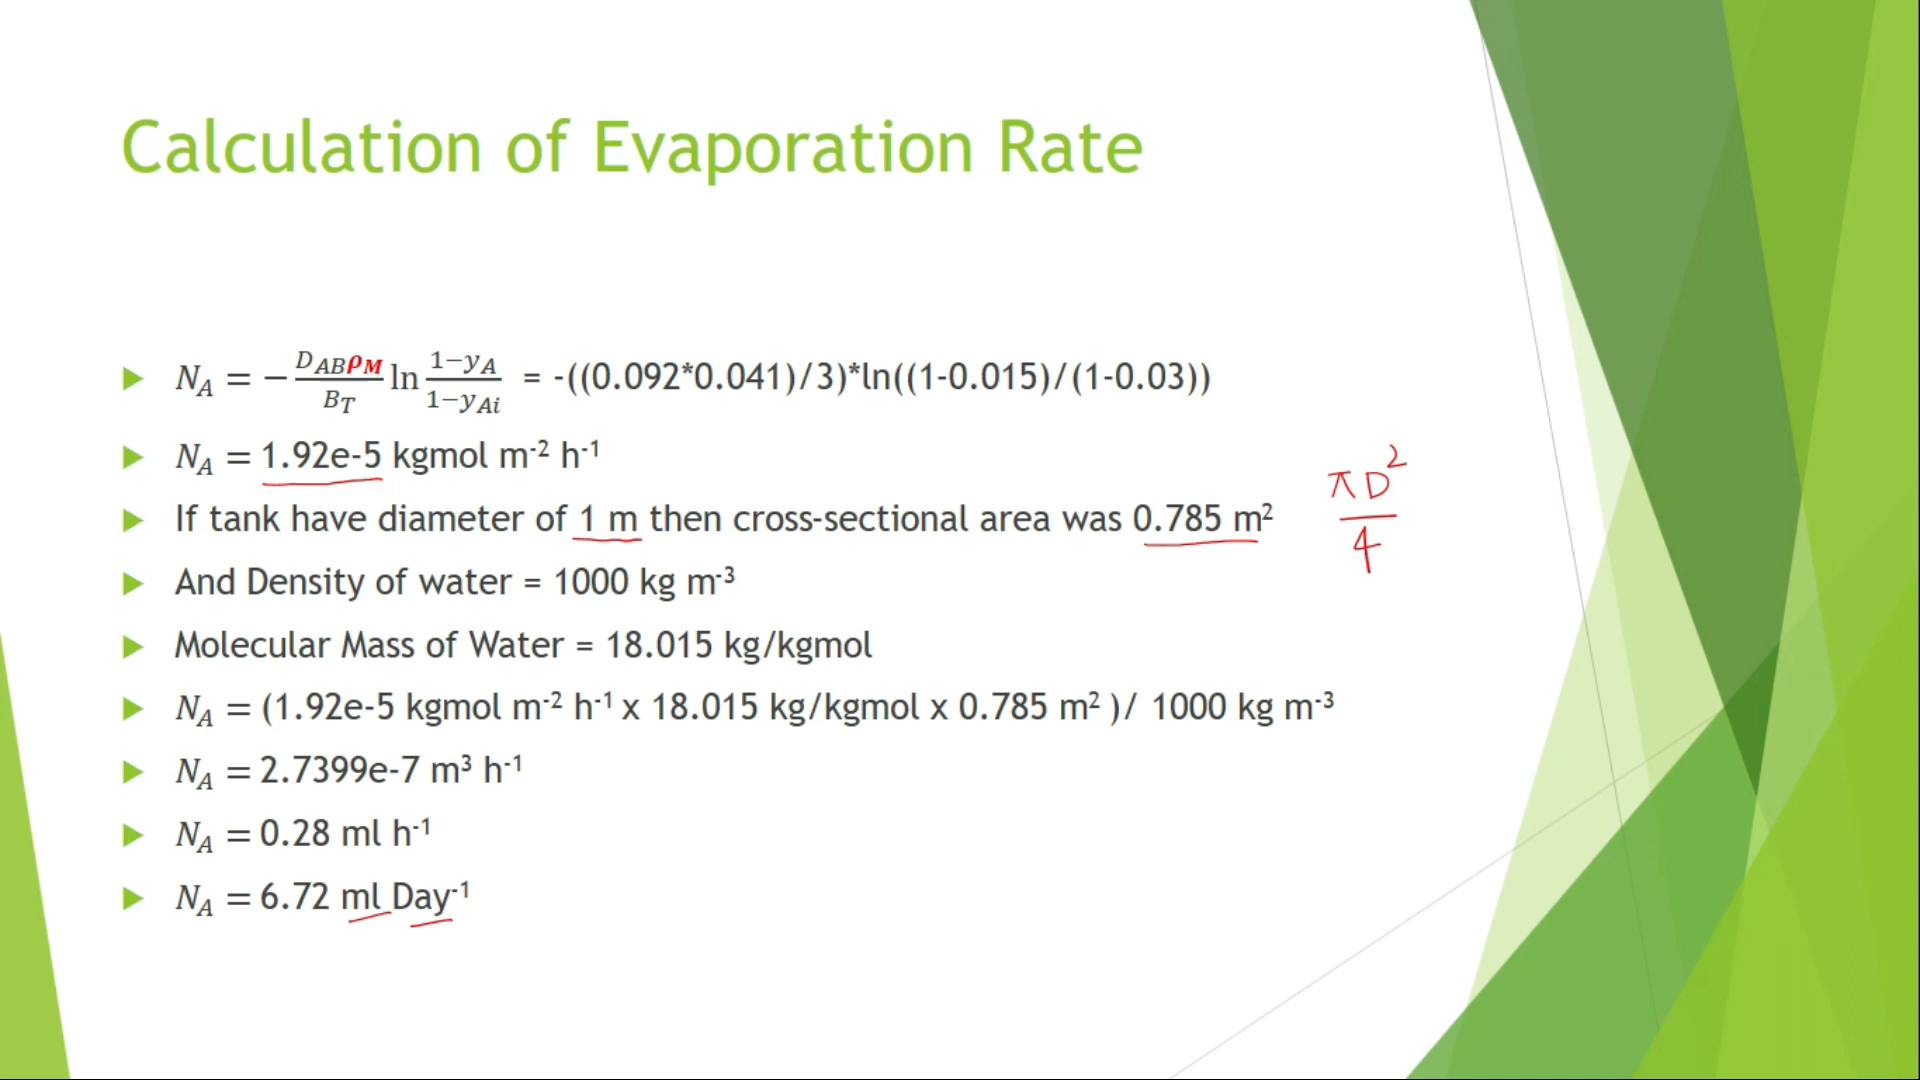 Calculation of Evaporation Rate
N_A = −(D_AB ρ_M / B_T) ln (1−y_A / 1−y_Ai) = -((0.092*0.041)/3)*ln((1-0.015)/(1-0.03))
N_A = 1.92e-5 kgmol m⁻² h⁻¹
If tank have diameter of 1 m then cross-sectional area was 0.785 m²
πD²/4
And Density of water = 1000 kg m⁻³
Molecular Mass of Water = 18.015 kg/kgmol
N_A = (1.92e-5 kgmol m⁻² h⁻¹ x 18.015 kg/kgmol x 0.785 m² )/ 1000 kg m⁻³
N_A = 2.7399e-7 m³ h⁻¹
N_A = 0.28 ml h⁻¹
N_A = 6.72 ml Day⁻¹